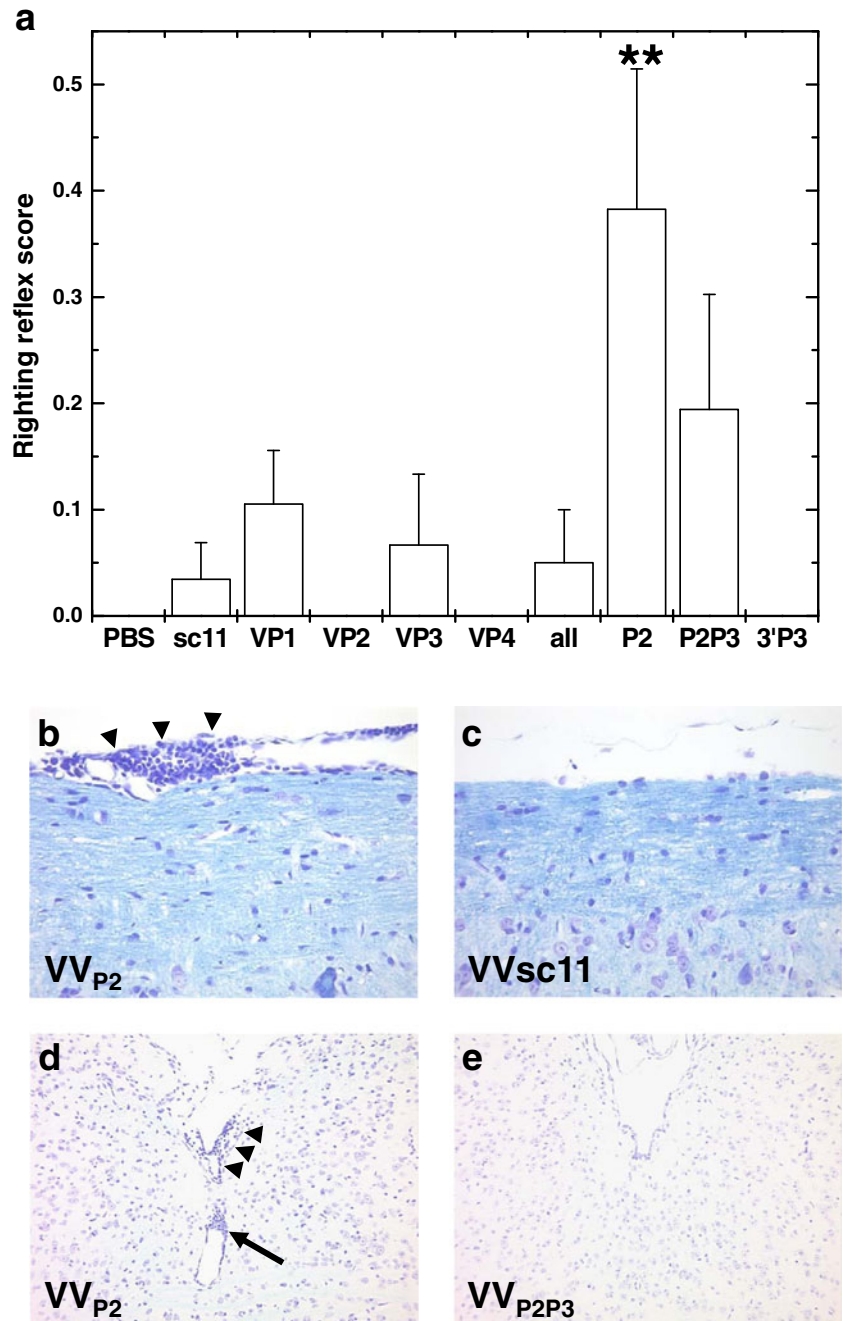 a
Righting reflex score
0.5
0.4
0.3
0.2
0.1
0.0
**
PBS sc11 VP1 VP2 VP3 VP4 all P2 P2P3 3'P3
b
VVP2
c
VVsc11
d
VVP2
e
VVP2P3